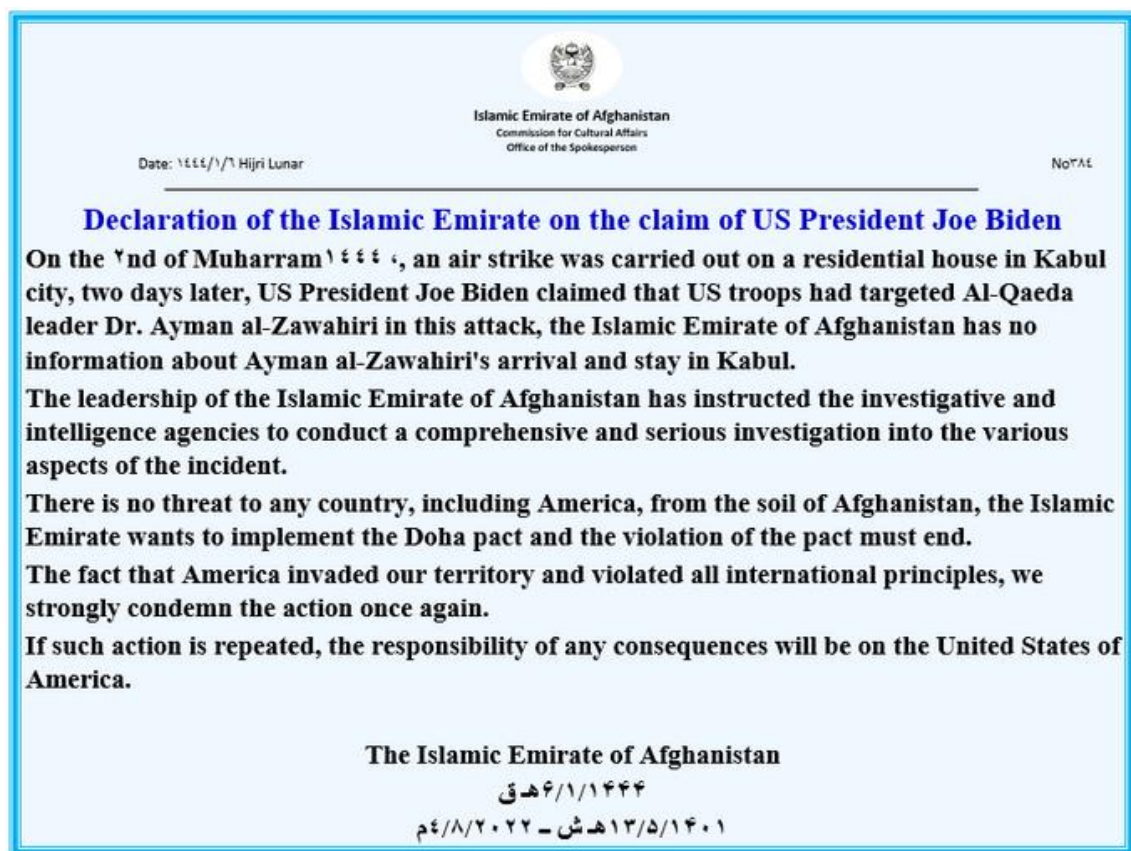 Islamic Emirate of Afghanistan
Commission for Cultural Affairs
Office of the Spokesperson
Date: ١٤٤٤/١/٦ Hijri Lunar
No٣٨٤
Declaration of the Islamic Emirate on the claim of US President Joe Biden
On the ٢nd of Muharram١٤٤٤ ،, an air strike was carried out on a residential house in Kabul
city, two days later, US President Joe Biden claimed that US troops had targeted Al-Qaeda
leader Dr. Ayman al-Zawahiri in this attack, the Islamic Emirate of Afghanistan has no
information about Ayman al-Zawahiri's arrival and stay in Kabul.
The leadership of the Islamic Emirate of Afghanistan has instructed the investigative and
intelligence agencies to conduct a comprehensive and serious investigation into the various
aspects of the incident.
There is no threat to any country, including America, from the soil of Afghanistan, the Islamic
Emirate wants to implement the Doha pact and the violation of the pact must end.
The fact that America invaded our territory and violated all international principles, we
strongly condemn the action once again.
If such action is repeated, the responsibility of any consequences will be on the United States of
America.
The Islamic Emirate of Afghanistan
۶/۱/۱۴۴۴هـ ق
۱۳/۵/۱۴۰۱هـ ش ــ ٤/٨/٢٠٢٢م